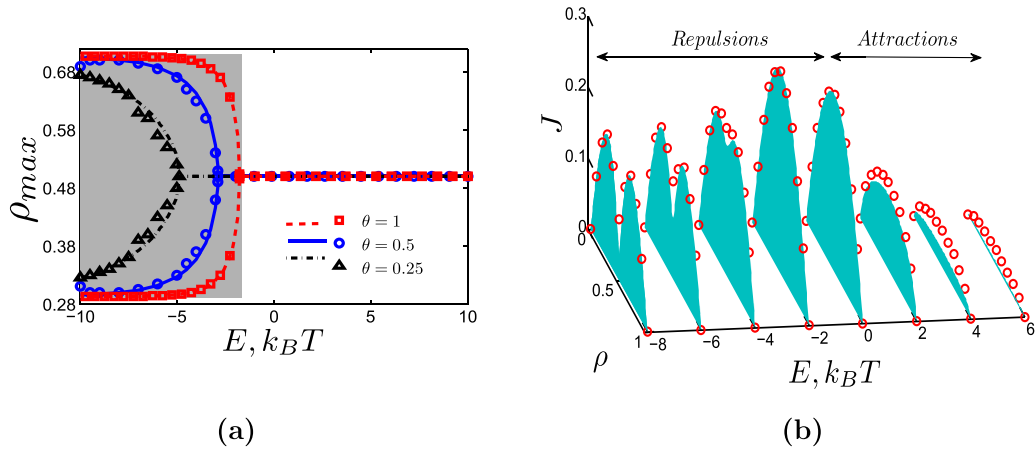 0.68
0.58
0.48
0.38
0.28
ρmax
θ = 1
θ = 0.5
θ = 0.25
−10 −5 0 5 10
E, kBT
(a)
0.3
0.2
0.1
0
J
Repulsions Attractions
0
0.5
1
ρ
−8 −6 −4 −2 0 2 4 6
E, kBT
(b)